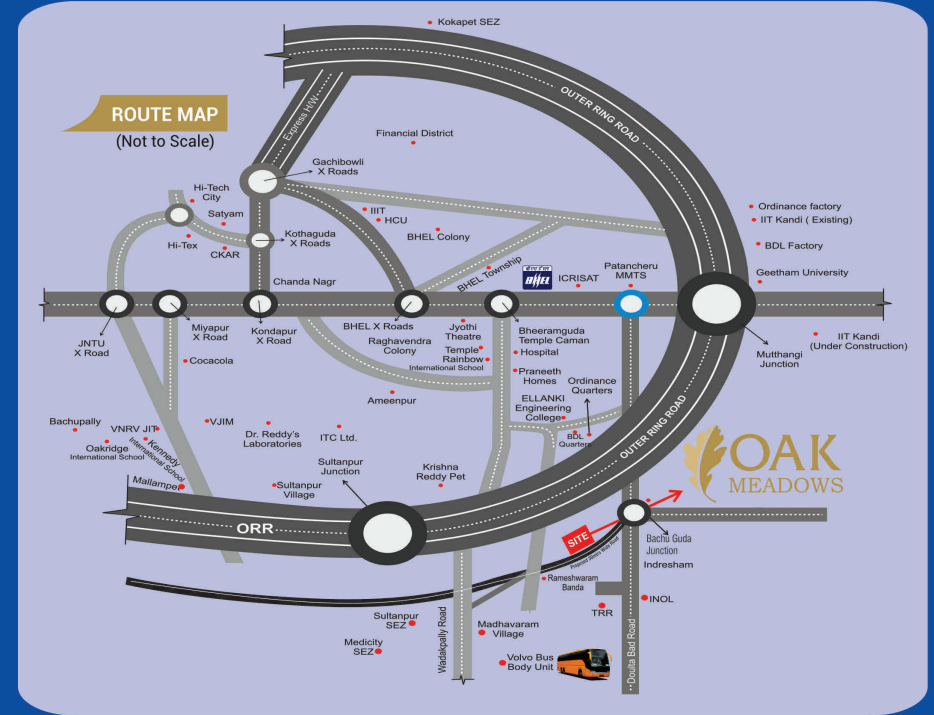 Kokapet SEZ
OUTER RING ROAD
Express H/W
ROUTE MAP
(Not to Scale)
Financial District
Gachibowli
X Roads
Hi-Tech
City
Satyam
Hi-Tex
CKAR
Kothaguda
X Roads
IIIT
HCU
BHEL Colony
Ordinance factory
IIT Kandi ( Existing)
BDL Factory
Geetham University
BHEL Township
BHEL
ICRISAT
Patancheru
MMTS
Chanda Nagr
JNTU
X Road
Miyapur
X Road
Kondapur
X Road
BHEL X Roads
Raghavendra
Colony
Jyothi
Theatre
Temple
Rainbow
International School
Bheeramguda
Temple Caman
Hospital
Praneeth
Homes
Ordinance
Quarters
ELLANKI
Engineering
College
BDL
Quarters
Mutthangi
Junction
IIT Kandi
(Under Construction)
Cocacola
Ameenpur
Bachupally
VNRV JIT
Oakridge
International School
Kennedy
International School
VJIM
Dr. Reddy's
Laboratories
ITC Ltd.
Mallampet
Sultanpur
Junction
Sultanpur
Village
Krishna
Reddy Pet
OUTER RING ROAD
OAK
MEADOWS
ORR
SITE
Bachu Guda
Junction
Indresham
Rameshwaram
Banda
TRR
INOL
Sultanpur
SEZ
Medicity
SEZ
Wadakpally Road
Madhavaram
Village
Volvo Bus
Body Unit
Doulta Bad Road